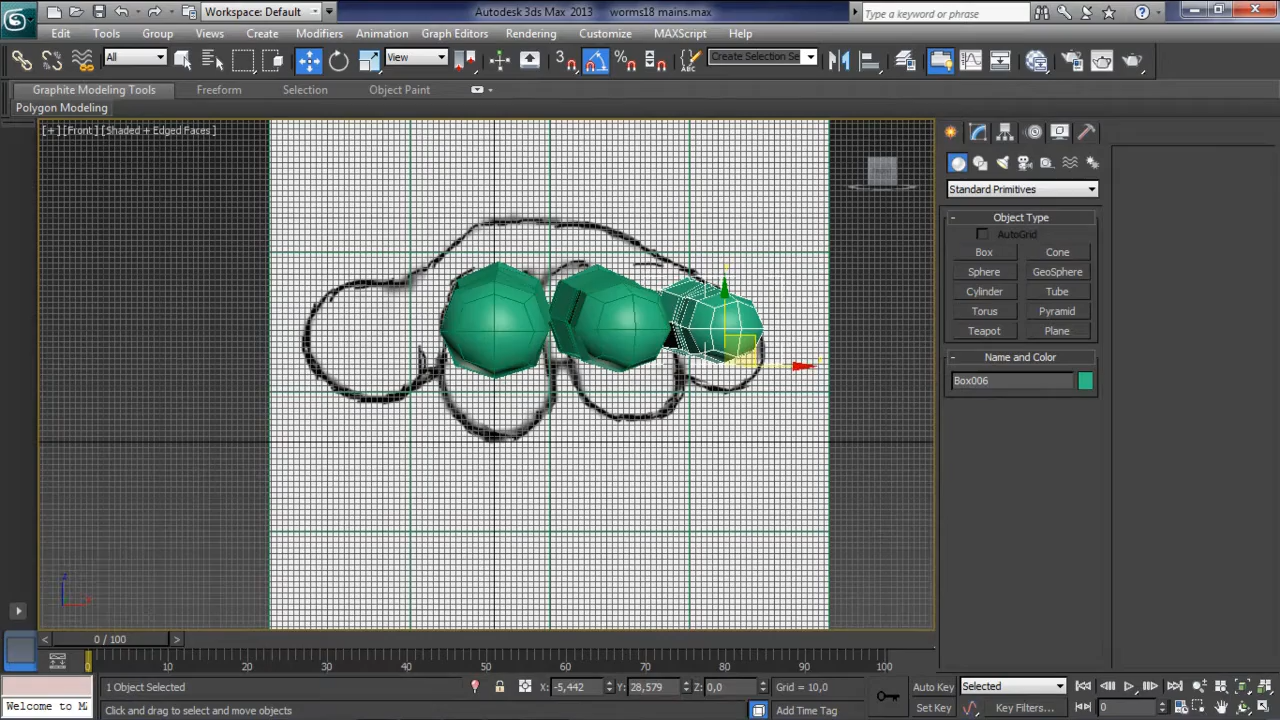 Workspace: Default
Autodesk 3ds Max 2013 worms18 mains.max
Type a keyword or phrase
Edit Tools Group Views Create Modifiers Animation Graph Editors Rendering Customize MAXScript Help
All
View
3
Create Selection Se
Graphite Modeling Tools Freeform Selection Object Paint
Polygon Modeling
[ + ] [Front ] [Shaded + Edged Faces ]
Standard Primitives
- Object Type
AutoGrid
Box Cone
Sphere GeoSphere
Cylinder Tube
Torus Pyramid
Teapot Plane
- Name and Color
Box006
z
< 0 / 100 >
0 10 20 30 40 50 60 70 80 90 100
1 Object Selected X: -5,442 Y: 28,579 Z: 0,0 Grid = 10,0 Auto Key Selected
Welcome to M Click and drag to select and move objects Add Time Tag Set Key Key Filters... 0